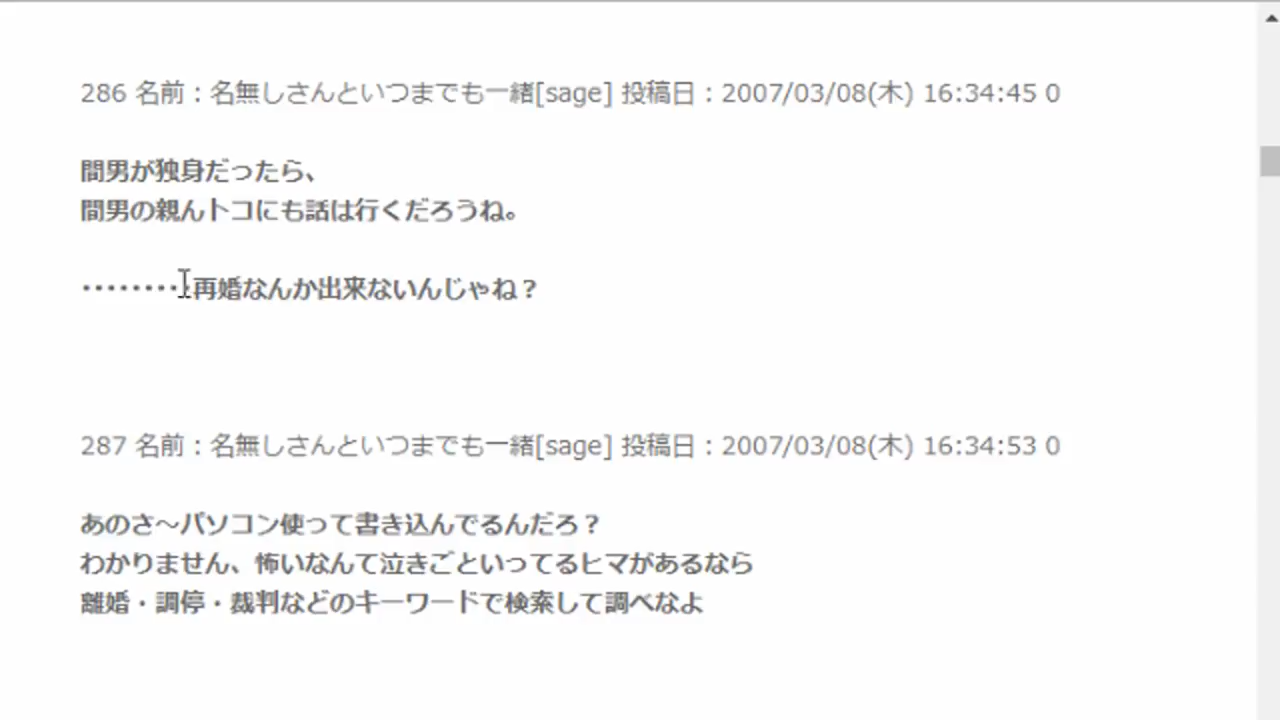 286 名前：名無しさんといつまでも一緒[sage] 投稿日：2007/03/08(木) 16:34:45 0
間男が独身だったら、
間男の親んトコにも話は行くだろうね。
・・・・・・・・・再婚なんか出来ないんじゃね？
287 名前：名無しさんといつまでも一緒[sage] 投稿日：2007/03/08(木) 16:34:53 0
あのさ～パソコン使って書き込んでるんだろ？
わかりません、怖いなんて泣きごといってるヒマがあるなら
離婚・調停・裁判などのキーワードで検索して調べなよ